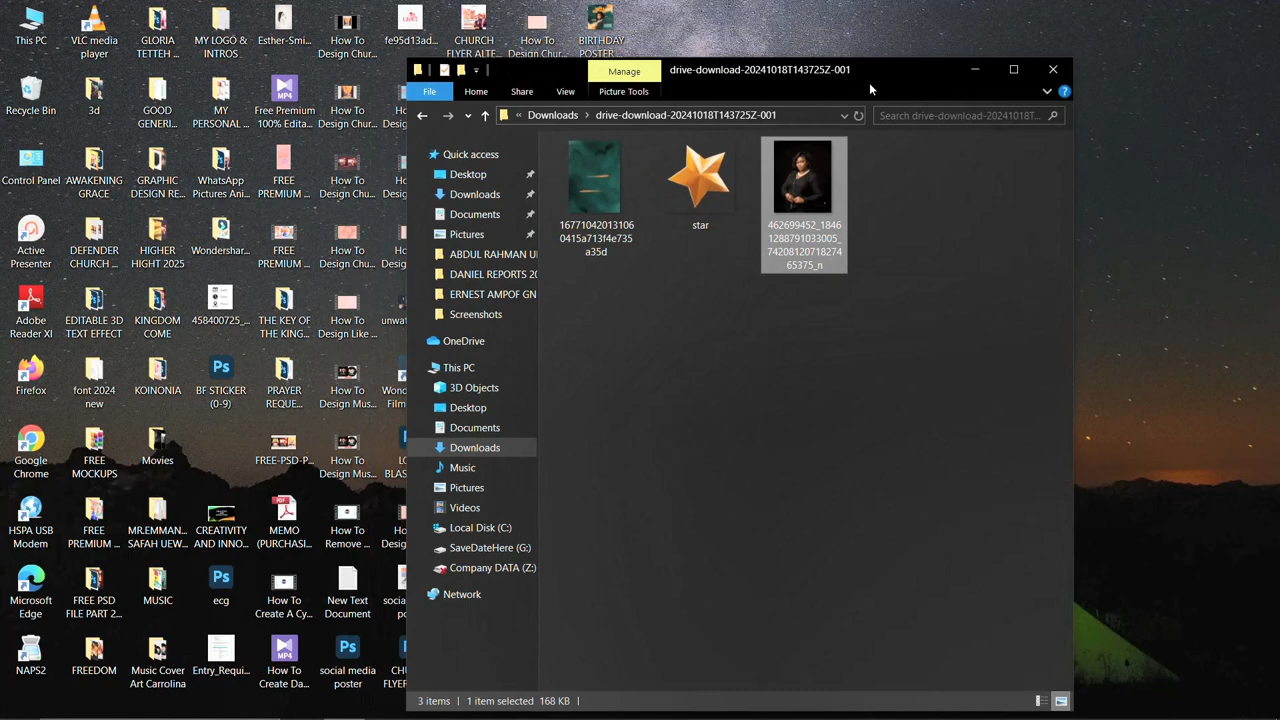 This PC
VLC media player
GLORIA TETTEH ...
MY LOGO & INTROS
Esther-Smi...
How To Design Chur...
fe95d13ad...
CHURCH FLYER ALTE...
How To Design Chur...
BIRTHDAY POSTER ...
Recycle Bin
3d
GOOD GENERI...
MY PERSONAL ...
Free Premium 100% Edita...
How To Design Chur...
Control Panel
AWAKENING GRACE
GRAPHIC DESIGN RE...
WhatsApp Pictures Ani...
FREE PREMIUM ...
How To Design Chur...
Active Presenter
DEFENDER CHURCH ...
HIGHER HIGHT 2025
Wondershar...
FREE PREMIUM ...
How To Design Chur...
Adobe Reader XI
EDITABLE 3D TEXT EFFECT
KINGDOM COME
458400725_...
THE KEY OF THE KING...
How To Design Like ...
Firefox
font 2024 new
KOINONIA
BF STICKER (0-9)
PRAYER REQUE...
How To Design Mus...
Google Chrome
FREE MOCKUPS
Movies
FREE-PSD-P...
How To Design Mus...
HSPA USB Modem
FREE PREMIUM ...
MR.EMMAN... SAFAH UEW...
CREATIVITY AND INNO...
MEMO (PURCHASI...
How To Remove ...
Microsoft Edge
FREE PSD FILE PART 2...
MUSIC
ecg
How To Create A Cy...
New Text Document
NAPS2
FREEDOM
Music Cover Art Carrolina
Entry_Requi...
How To Create Da...
social media poster
Manage
drive-download-20241018T143725Z-001
File
Home
Share
View
Picture Tools
« Downloads › drive-download-20241018T143725Z-001
Search drive-download-20241018T...
Quick access
Desktop
Downloads
Documents
Pictures
ABDUL RAHMAN U
DANIEL REPORTS 20
ERNEST AMPOF GN
Screenshots
OneDrive
This PC
3D Objects
Desktop
Documents
Downloads
Music
Pictures
Videos
Local Disk (C:)
SaveDateHere (G:)
Company DATA (Z:)
Network
16771042013106
0415a713f4e735
a35d
star
462699452_1846
1288791033005_
74208120718274
65375_n
3 items
1 item selected 168 KB